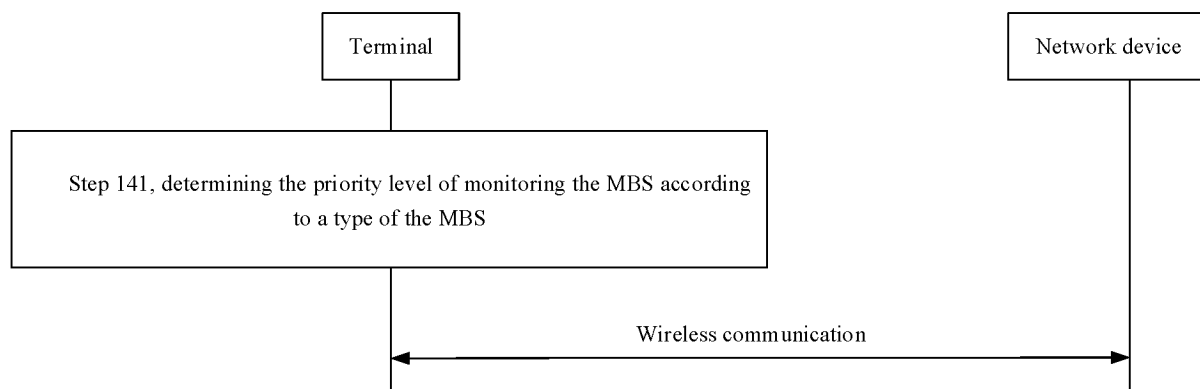 Terminal
Network device
Step 141, determining the priority level of monitoring the MBS according
to a type of the MBS
Wireless communication